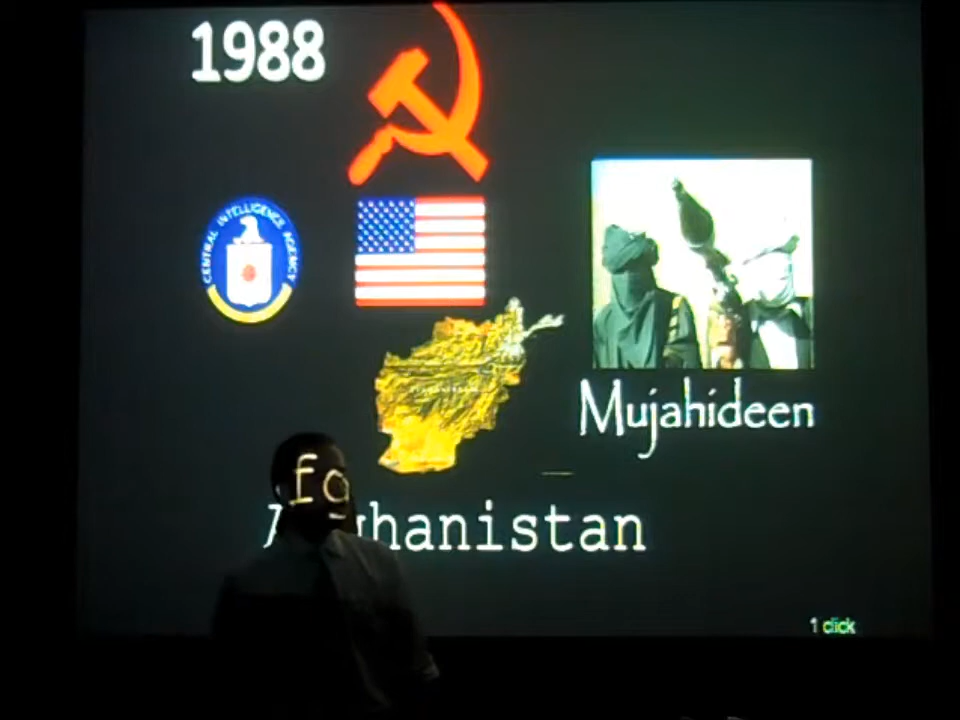 1988
CENTRAL INTELLIGENCE AGENCY
Mujahideen
Afghanistan
1 click